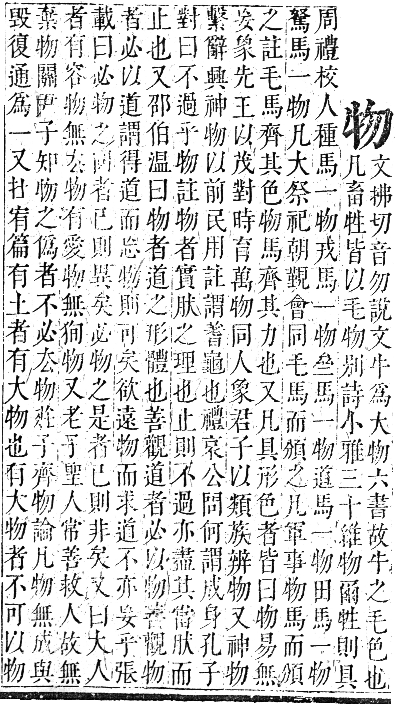 物
文拂切音勿說文牛爲大物六書故牛之毛色也
凡畜牲皆以毛物別詩小雅三十維物爾牲則具
周禮校人種馬一物戎馬一物亝馬一物道馬一物田馬一物
駑馬一物凡大祭祀朝覲會同毛馬而頒之凡軍事物馬而頒
之註毛馬齊其色物馬齊其力也又凡具形色者皆曰物易無
妄象先王以茂對時育萬物同人象君子以類族辨物又神物
繫辭興神物以前民用註謂蓍龜也禮哀公問何謂成身孔子
對曰不過乎物註物者實肰之理也止則不過亦盡其當肰而
止也又邵伯温曰物者道之形體也善觀道者必以物善觀物
者必以道謂得道而忘物則可矣欲遠物而求道不亦妄乎張
載曰必物之同者已則異矣必物之是者已則非矣又曰大人
者有容物無去物有愛物無徇物又老子聖人常善救人故無
棄物關尹子知物之僞者不必去物莊子齊物論凡物無成與
毀復通爲一又在宥篇有土者有大物也有大物者不可以物